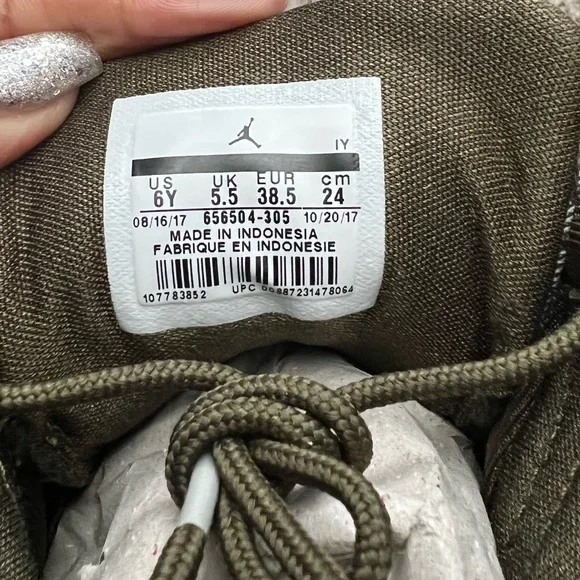 IY
US UK EUR cm
6Y 5.5 38.5 24
08/16/17 656504-305 10/20/17
MADE IN INDONESIA
FABRIQUE EN INDONESIE
107783852 UPC 00887231478064